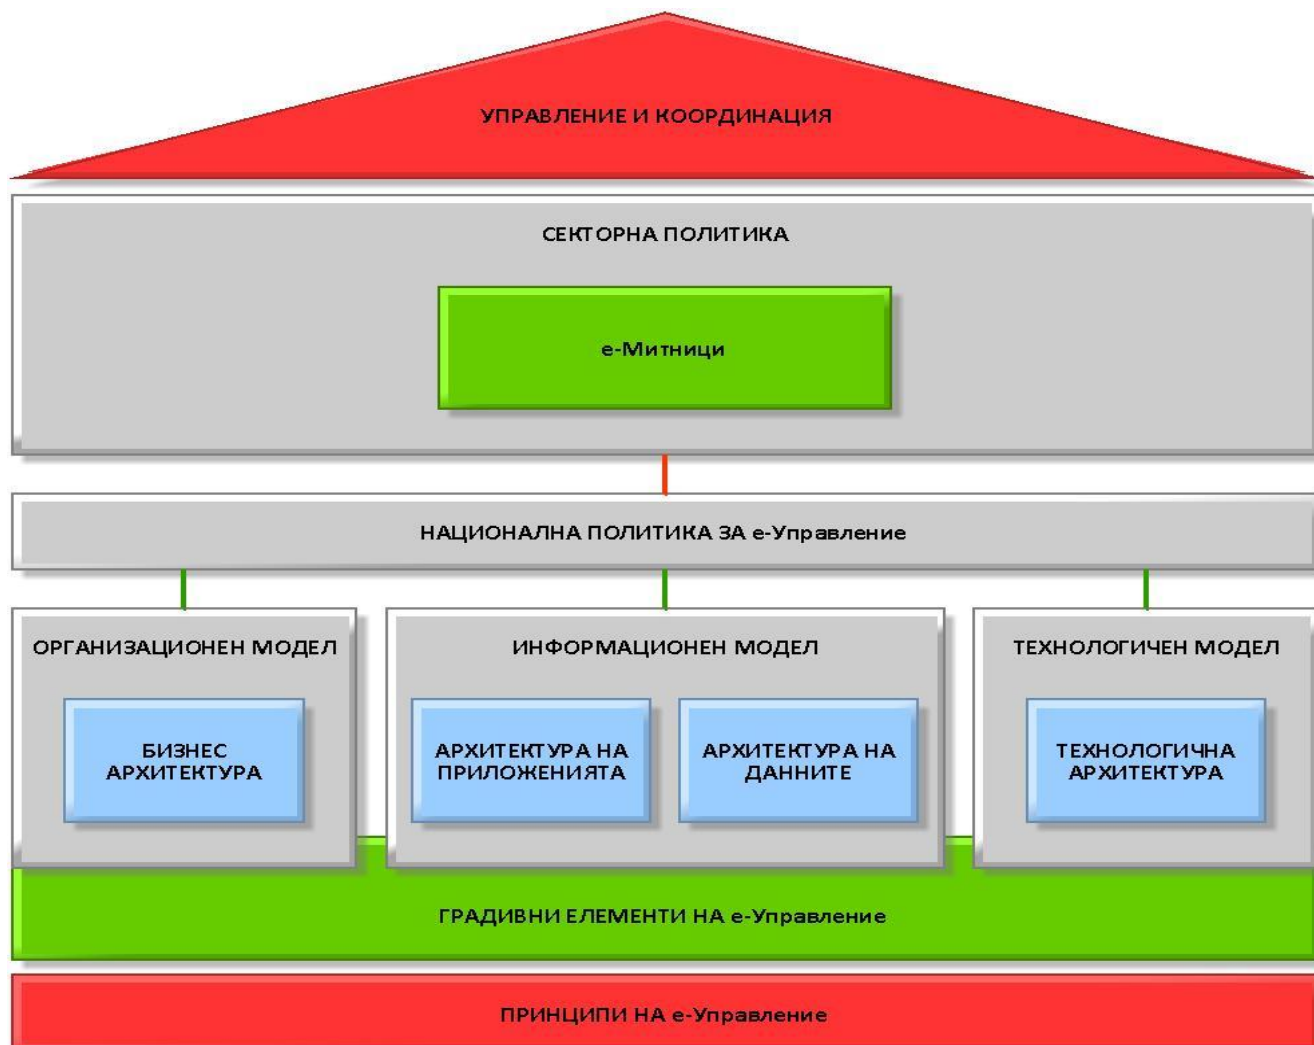 УПРАВЛЕНИЕ И КООРДИНАЦИЯ
СЕКТОРНА ПОЛИТИКА
е-Митници
НАЦИОНАЛНА ПОЛИТИКА ЗА е-Управление
ОРГАНИЗАЦИОНЕН МОДЕЛ
БИЗНЕС
АРХИТЕКТУРА
ИНФОРМАЦИОНЕН МОДЕЛ
АРХИТЕКТУРА НА
ПРИЛОЖЕНИЯТА
АРХИТЕКТУРА НА
ДАННИТЕ
ТЕХНОЛОГИЧЕН МОДЕЛ
ТЕХНОЛОГИЧНА
АРХИТЕКТУРА
ГРАДИВНИ ЕЛЕМЕНТИ НА е-Управление
ПРИНЦИПИ НА е-Управление